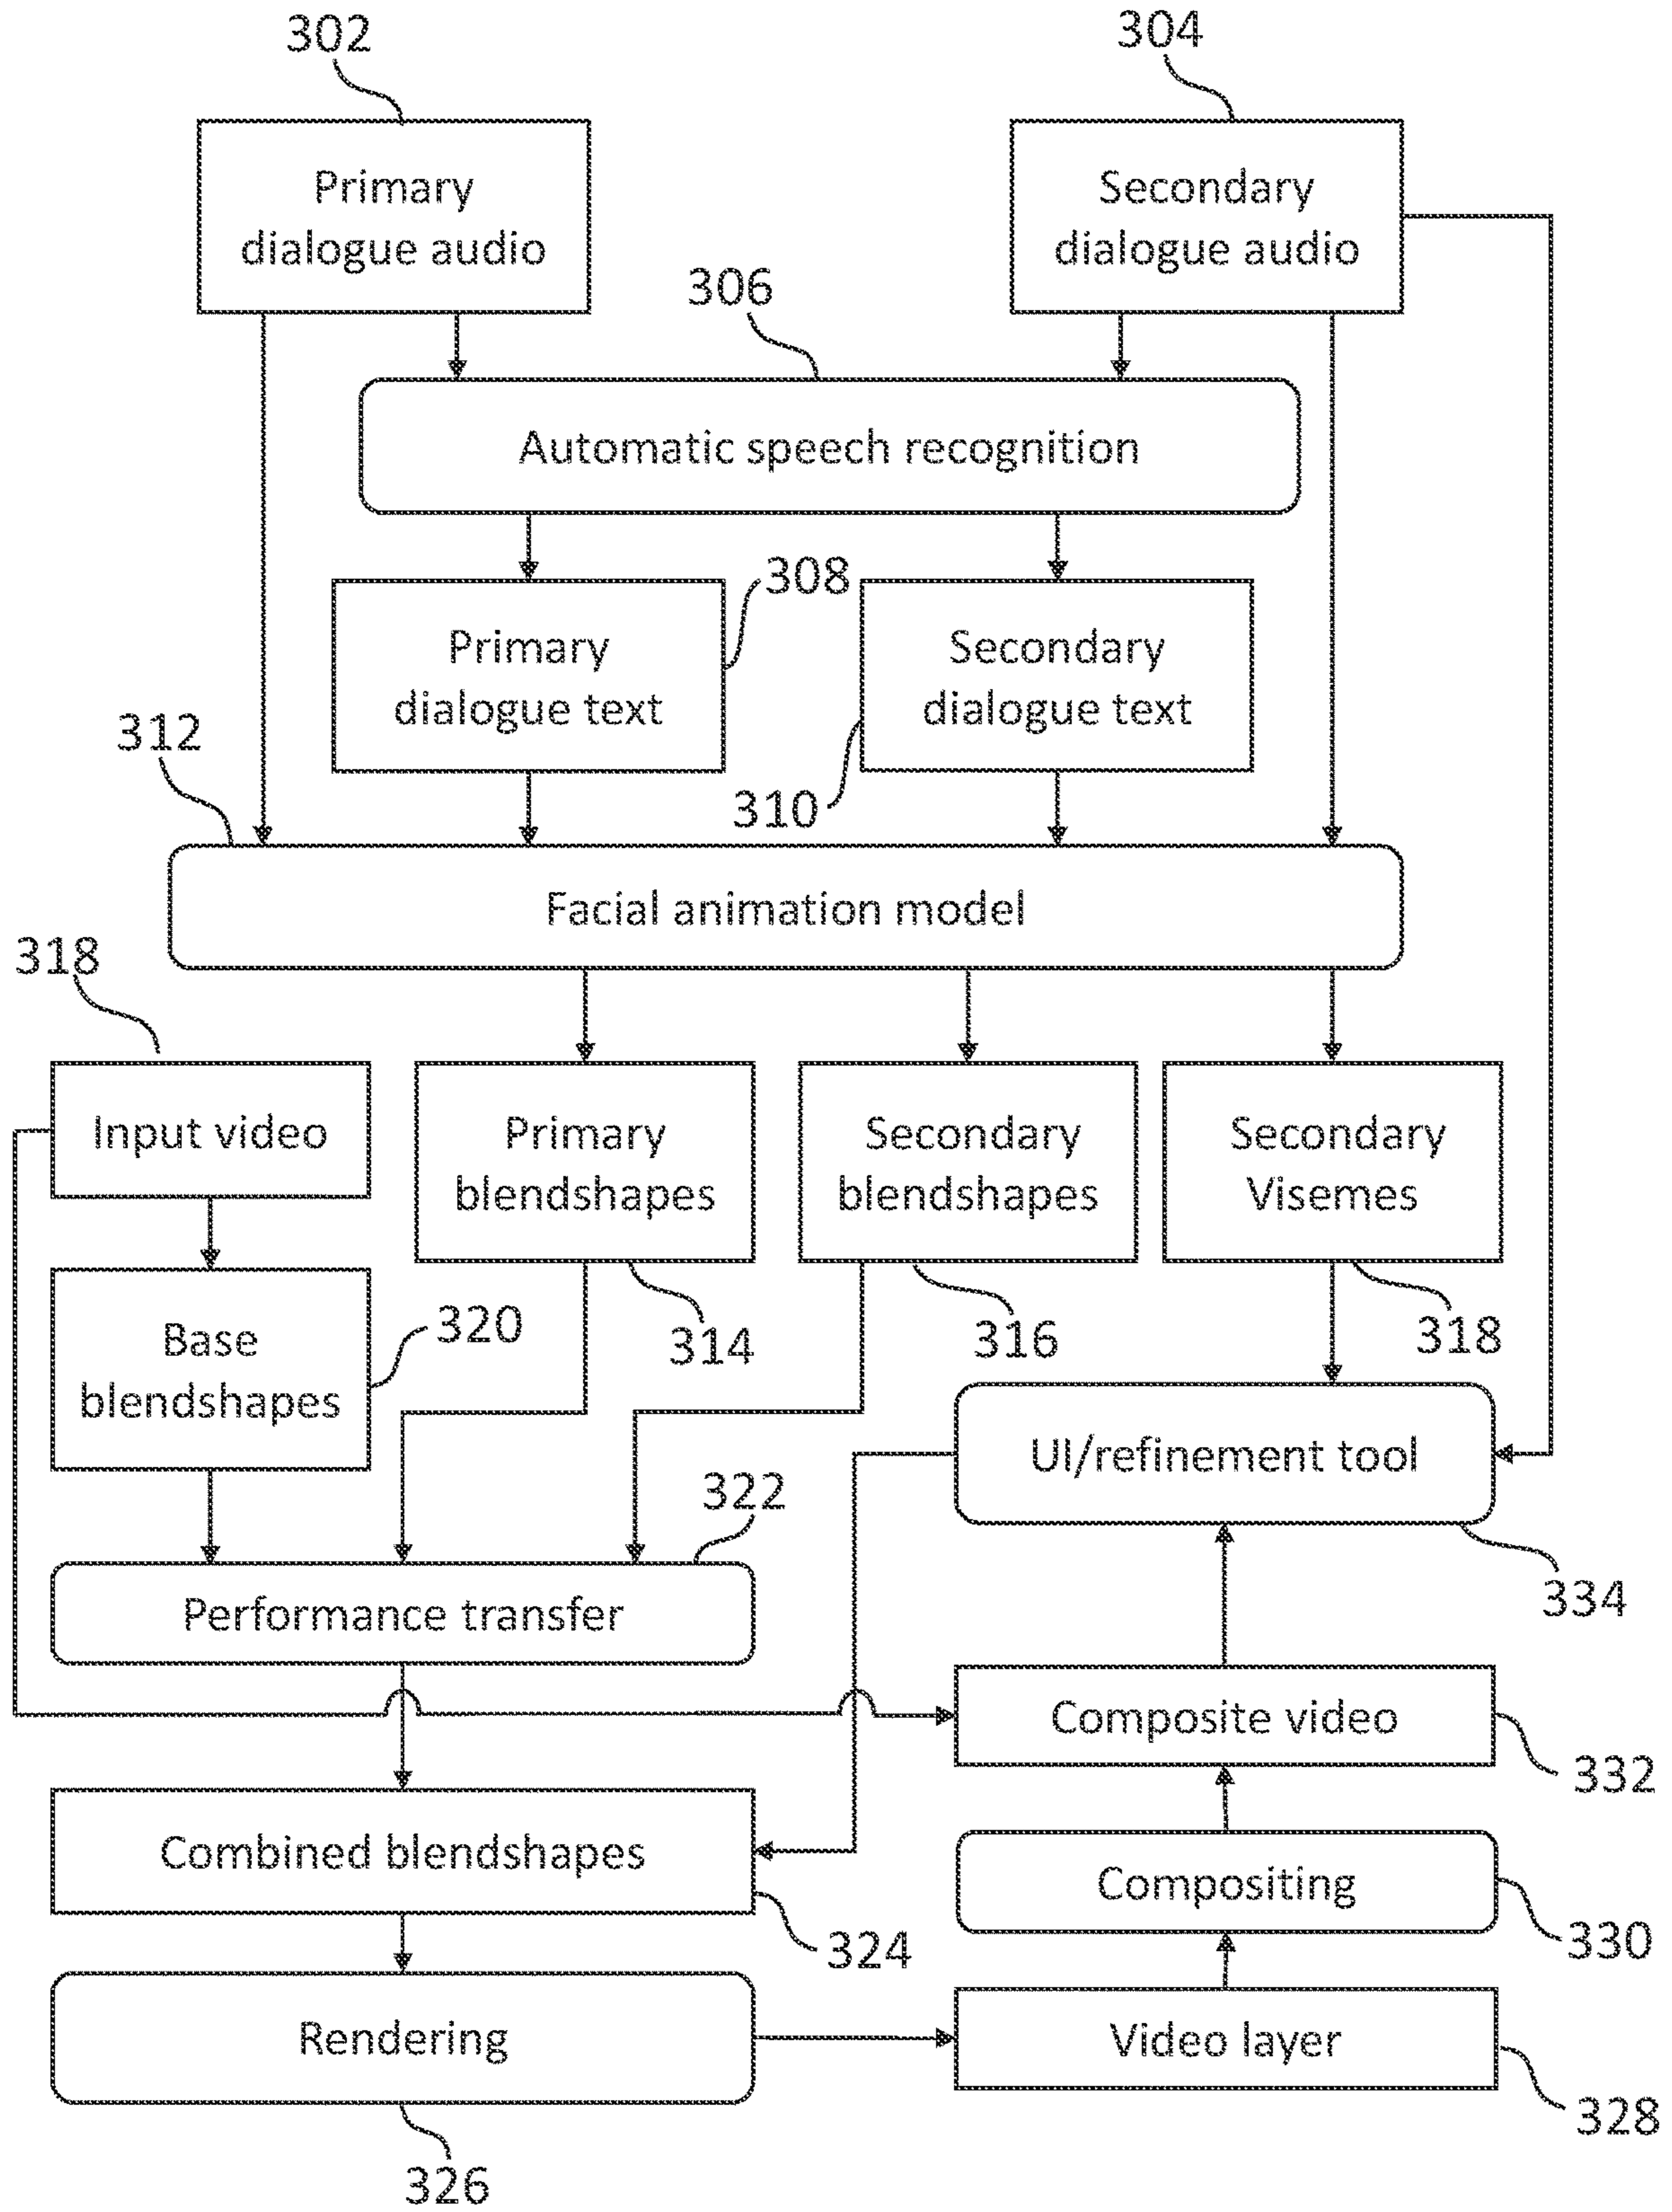 302
304
Primary
dialogue audio
Secondary
dialogue audio
306
Automatic speech recognition
308
Primary
dialogue text
Secondary
dialogue text
312
310
Facial animation model
318
Input video
Primary
blendshapes
Secondary
blendshapes
Secondary
Visemes
320
314
316
318
Base
blendshapes
UI/refinement tool
322
334
Performance transfer
Composite video
332
Combined blendshapes
Compositing
324
330
Rendering
Video layer
328
326